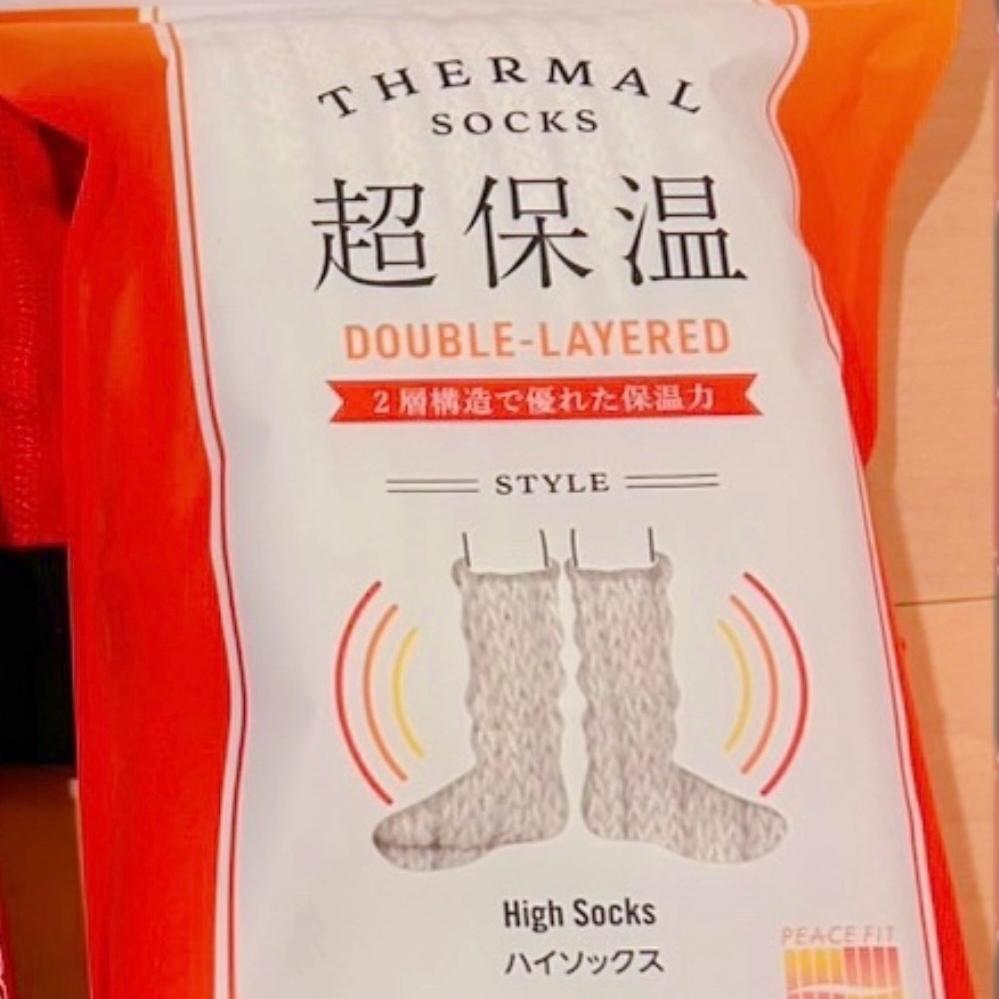 THERMAL
SOCKS
超保温
DOUBLE-LAYERED
2層構造で優れた保温力
STYLE
High Socks
ハイソックス
PEACE FIT